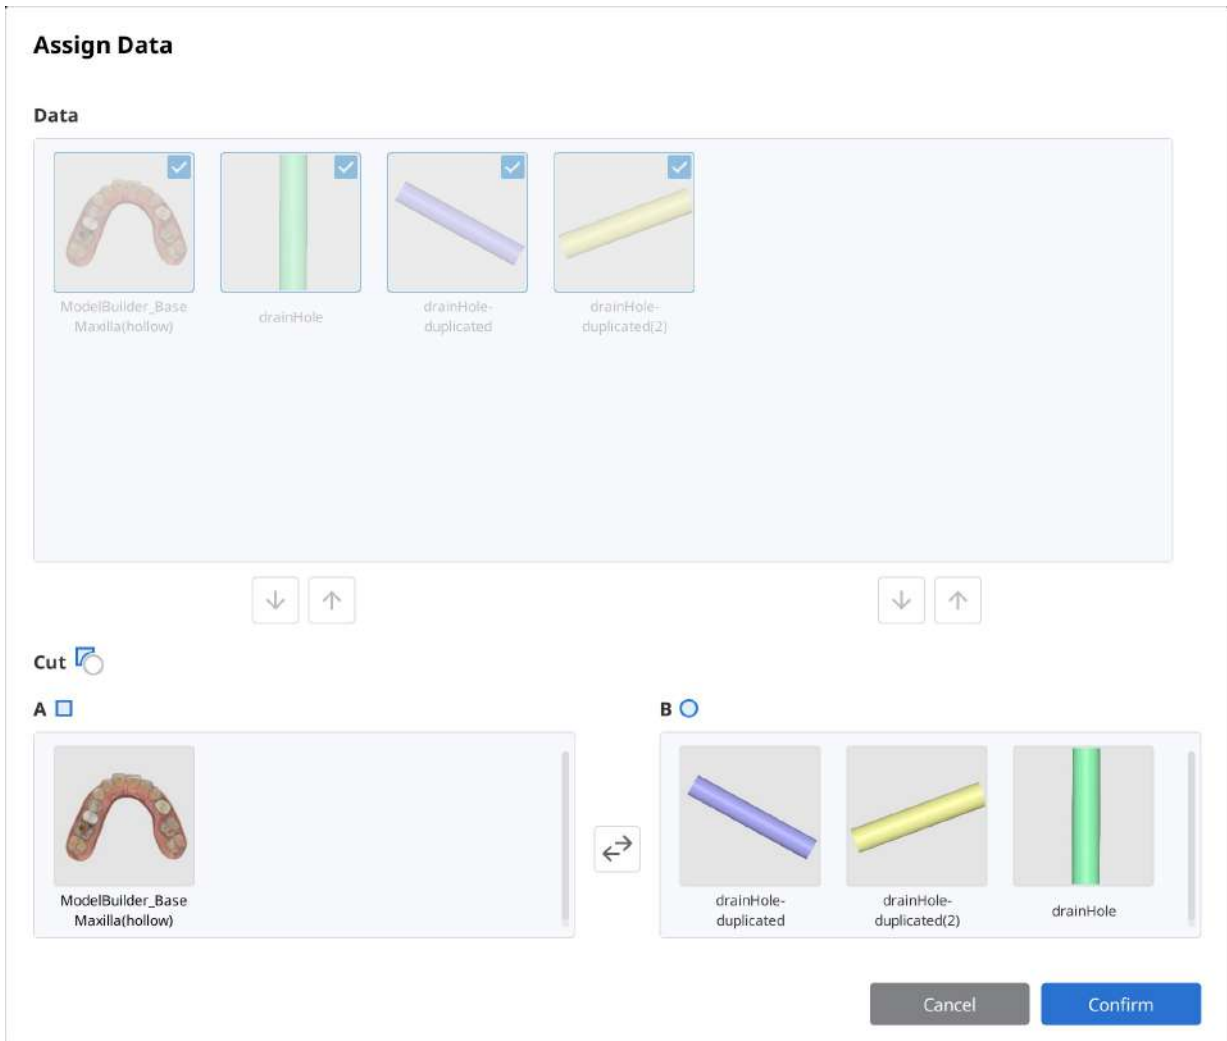 Assign Data
Data
ModelBuilder_Base
Maxilla(hollow)
drainHole
drainHole-
duplicated
drainHole-
duplicated(2)
Cut
A
B
ModelBuilder_Base
Maxilla(hollow)
drainHole-
duplicated
drainHole-
duplicated(2)
drainHole
Cancel
Confirm